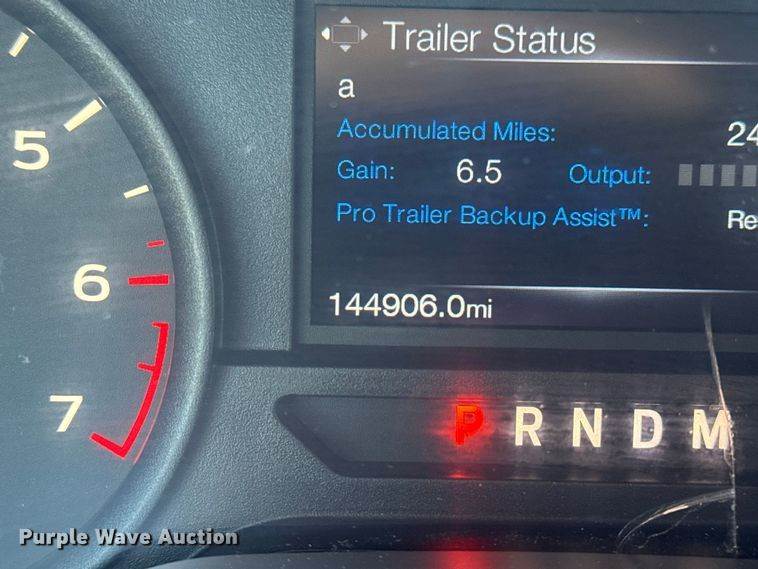 Trailer Status
a
Accumulated Miles: 24
Gain: 6.5 Output:
Pro Trailer Backup Assist™: Re
144906.0mi
5
6
7
P R N D M
Purple Wave Auction